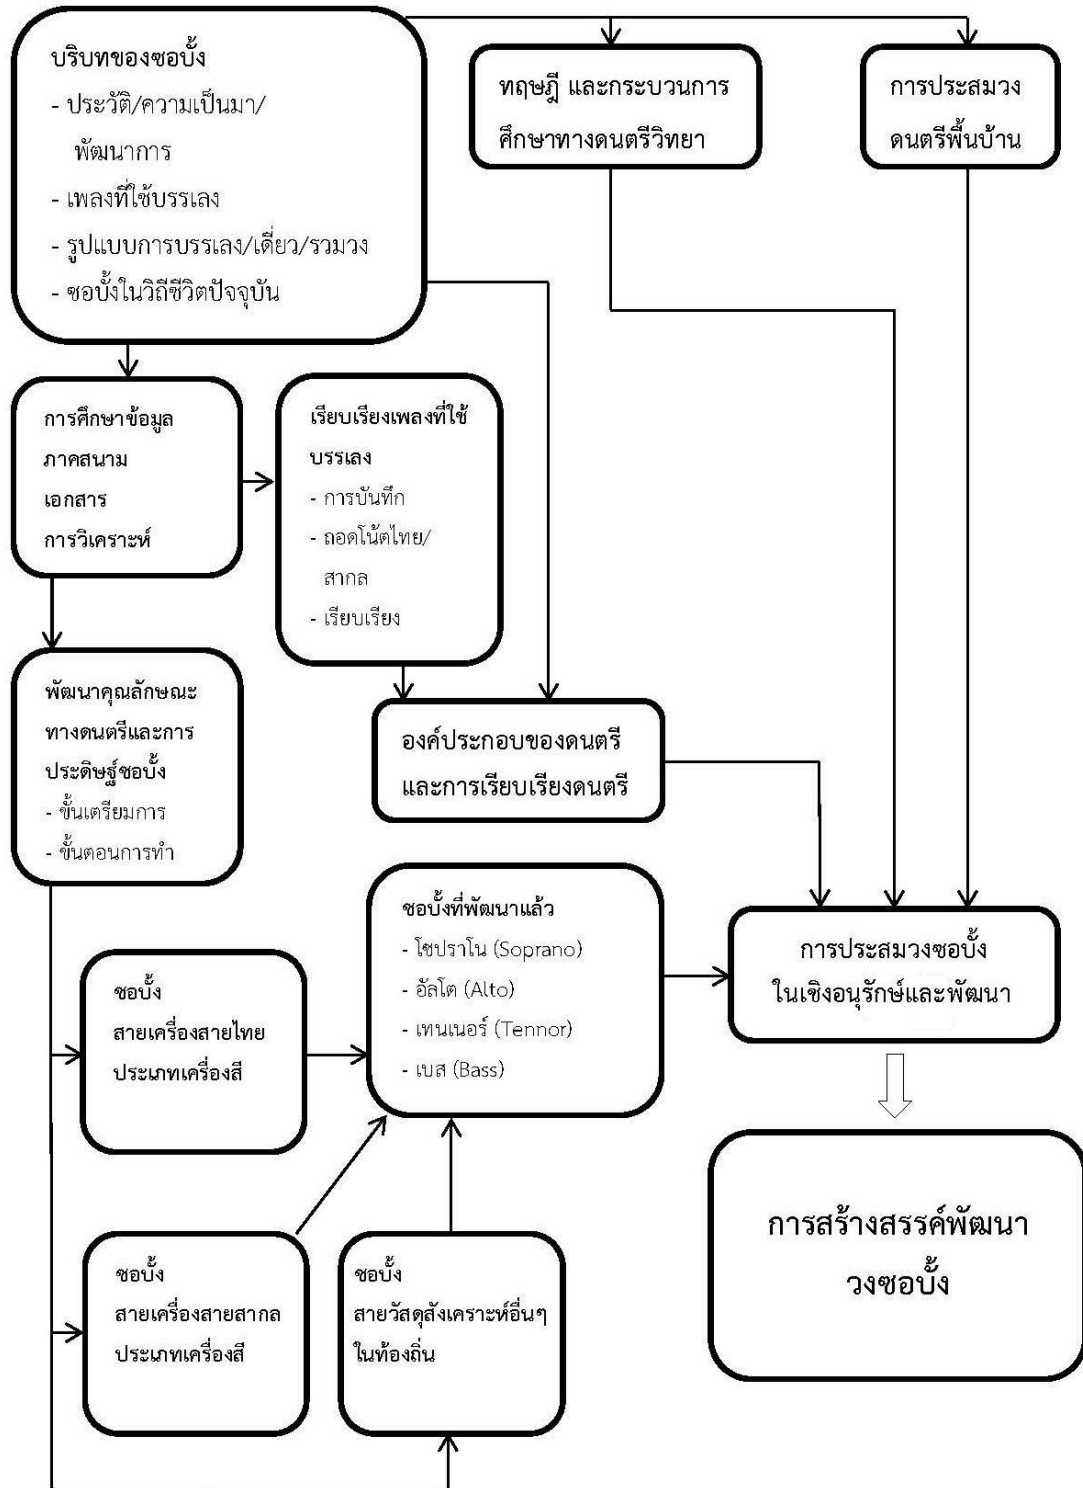 บริบทของซอบั้ง
- ประวัติ/ความเป็นมา/
พัฒนาการ
- เพลงที่ใช้บรรเลง
- รูปแบบการบรรเลง/เดี่ยว/รวมวง
- ซอบั้งในวิถีชีวิตปัจจุบัน
ทฤษฎี และกระบวนการ
ศึกษาทางดนตรีวิทยา
การประสมวง
ดนตรีพื้นบ้าน
การศึกษาข้อมูล
ภาคสนาม
เอกสาร
การวิเคราะห์
เรียบเรียงเพลงที่ใช้
บรรเลง
- การบันทึก
- ถอดโน้ตไทย/
สากล
- เรียบเรียง
พัฒนาคุณลักษณะ
ทางดนตรีและการ
ประดิษฐ์ซอบั้ง
- ขั้นเตรียมการ
- ขั้นตอนการทำ
องค์ประกอบของดนตรี
และการเรียบเรียงดนตรี
ซอบั้งที่พัฒนาแล้ว
- โซปราโน (Soprano)
- อัลโต (Alto)
- เทนเนอร์ (Tennor)
- เบส (Bass)
การประสมวงซอบั้ง
ในเชิงอนุรักษ์และพัฒนา
ซอบั้ง
สายเครื่องสายไทย
ประเภทเครื่องสี
ซอบั้ง
สายเครื่องสายสากล
ประเภทเครื่องสี
ซอบั้ง
สายวัสดุสังเคราะห์อื่นๆ
ในท้องถิ่น
การสร้างสรรค์พัฒนา
วงซอบั้ง